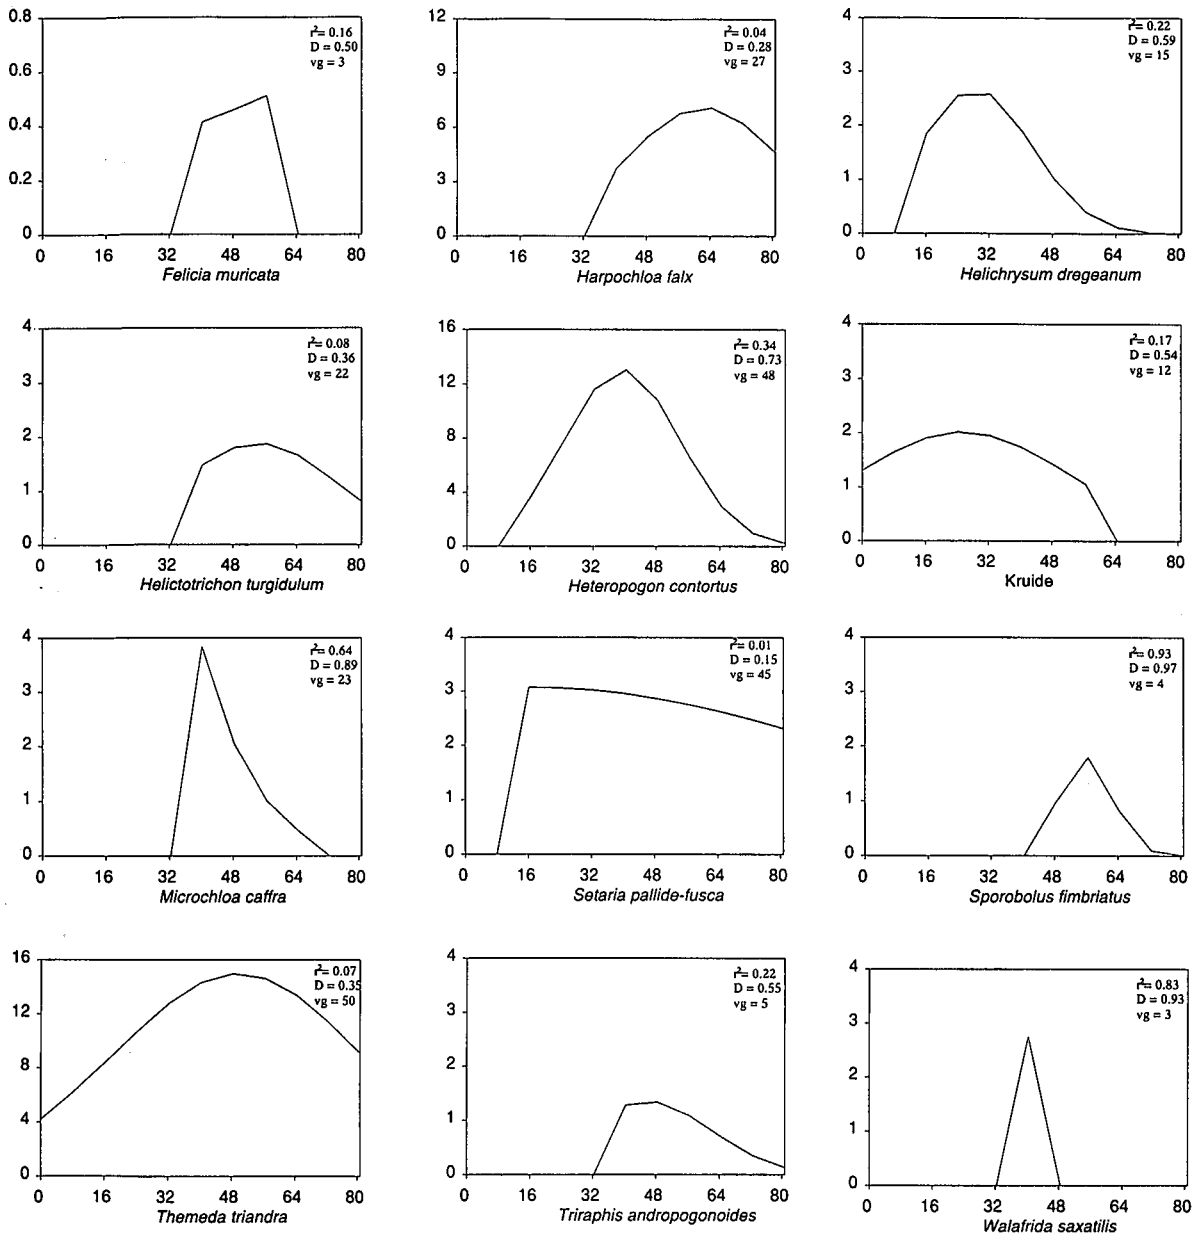 0.8
0.6
0.4
0.2
0
r²= 0.16
D = 0.50
vg = 3
0 16 32 48 64 80
Felicia muricata
12
9
6
3
0
r²= 0.04
D = 0.28
vg = 27
0 16 32 48 64 80
Harpochloa falx
4
3
2
1
0
r²= 0.22
D = 0.59
vg = 15
0 16 32 48 64 80
Helichrysum dregeanum
4
3
2
1
0
r²= 0.08
D = 0.36
vg = 22
0 16 32 48 64 80
Helictotrichon turgidulum
16
12
8
4
0
r²= 0.34
D = 0.73
vg = 48
0 16 32 48 64 80
Heteropogon contortus
4
3
2
1
0
r²= 0.17
D = 0.54
vg = 12
0 16 32 48 64 80
Kruide
4
3
2
1
0
r²= 0.64
D = 0.89
vg = 23
0 16 32 48 64 80
Microchloa caffra
4
3
2
1
0
r²= 0.01
D = 0.15
vg = 45
0 16 32 48 64 80
Setaria pallide-fusca
4
3
2
1
0
r²= 0.93
D = 0.97
vg = 4
0 16 32 48 64 80
Sporobolus fimbriatus
16
12
8
4
0
r²= 0.07
D = 0.35
vg = 50
0 16 32 48 64 80
Themeda triandra
4
3
2
1
0
r²= 0.22
D = 0.55
vg = 5
0 16 32 48 64 80
Triraphis andropogonoides
4
3
2
1
0
r²= 0.83
D = 0.93
vg = 3
0 16 32 48 64 80
Walafrida saxatilis